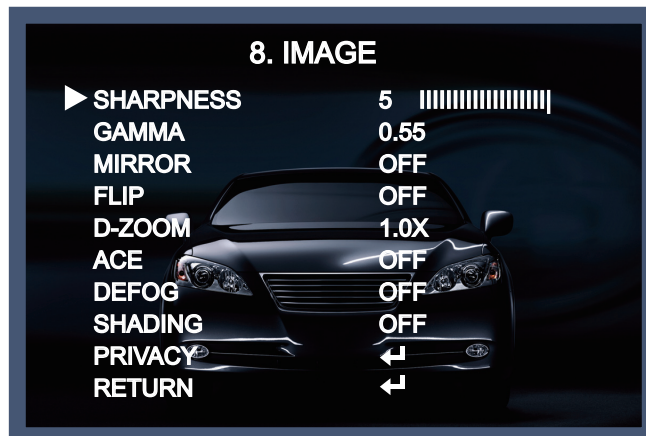 8. IMAGE
SHARPNESS 5
GAMMA 0.55
MIRROR OFF
FLIP OFF
D-ZOOM 1.0X
ACE OFF
DEFOG OFF
SHADING OFF
PRIVACY ↵
RETURN ↵